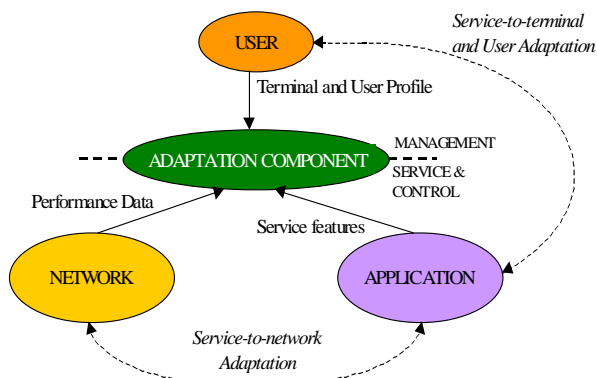 Service-to-terminal
and User Adaptation
USER
Terminal and User Profile
MANAGEMENT
ADAPTATION COMPONENT
SERVICE &
CONTROL
Performance Data
Service features
NETWORK
APPLICATION
Service-to-network
Adaptation